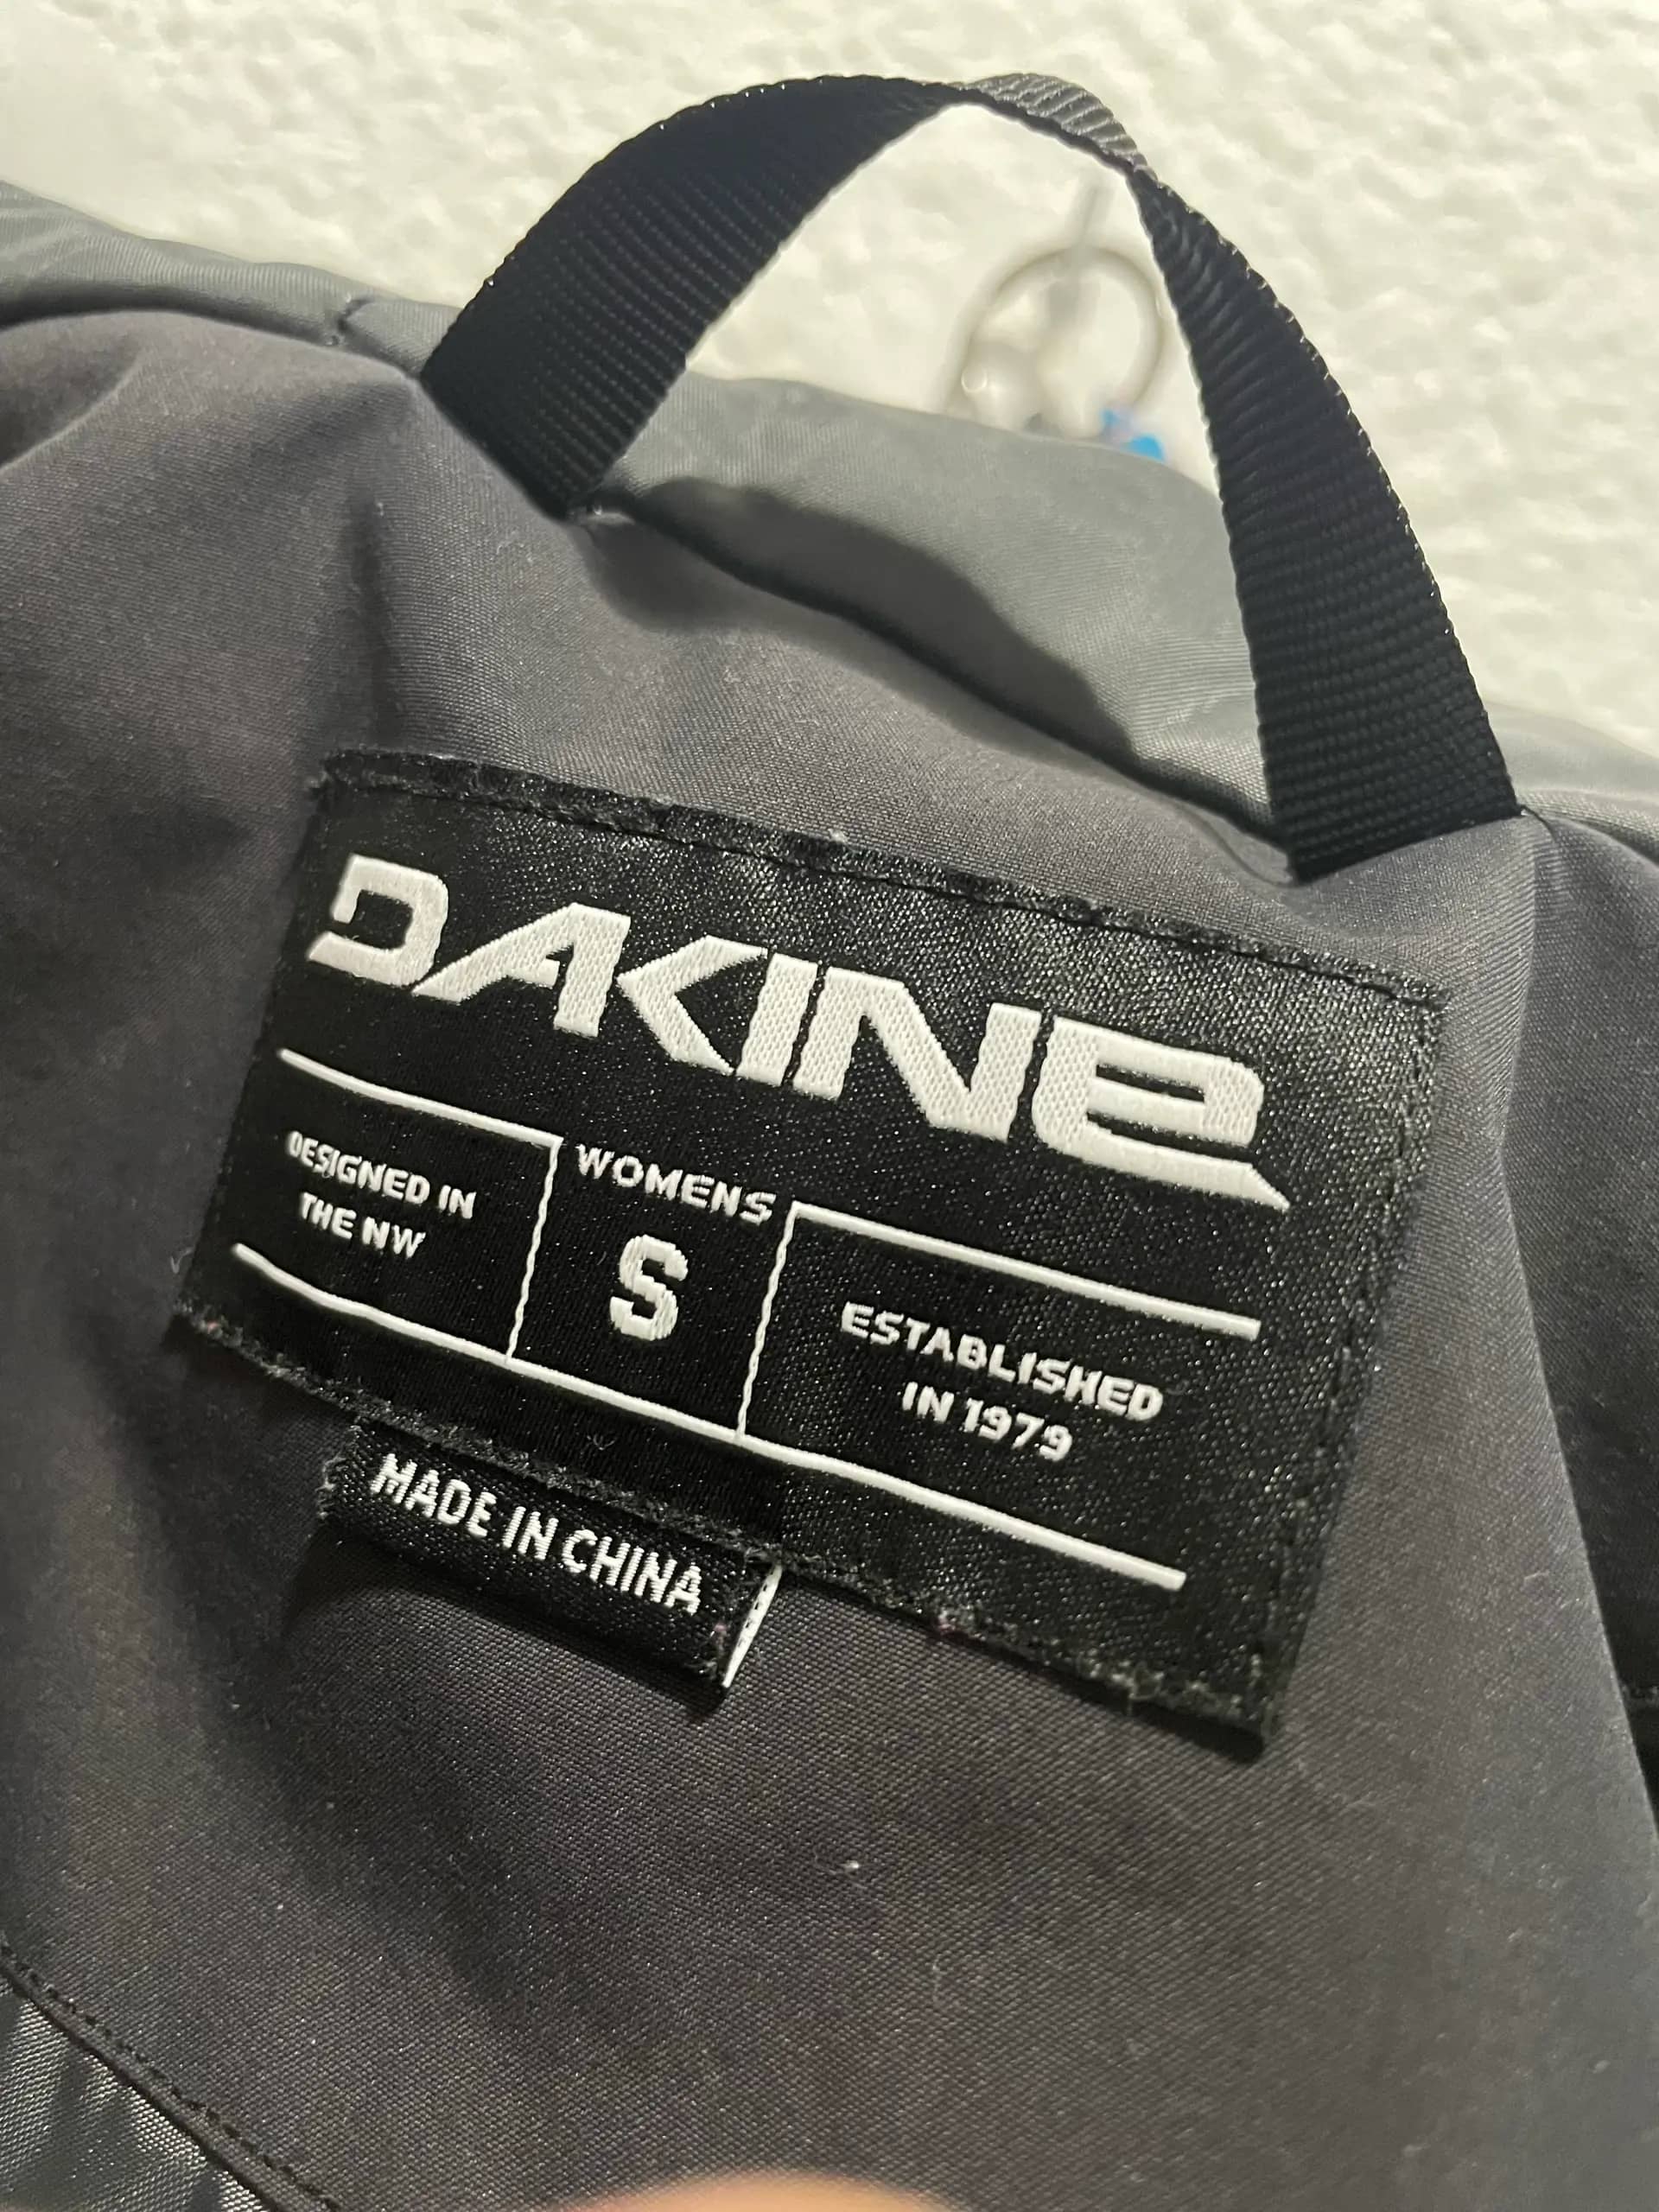 DAKINE
DESIGNED IN
THE NW
WOMENS
S
ESTABLISHED
IN 1979
MADE IN CHINA